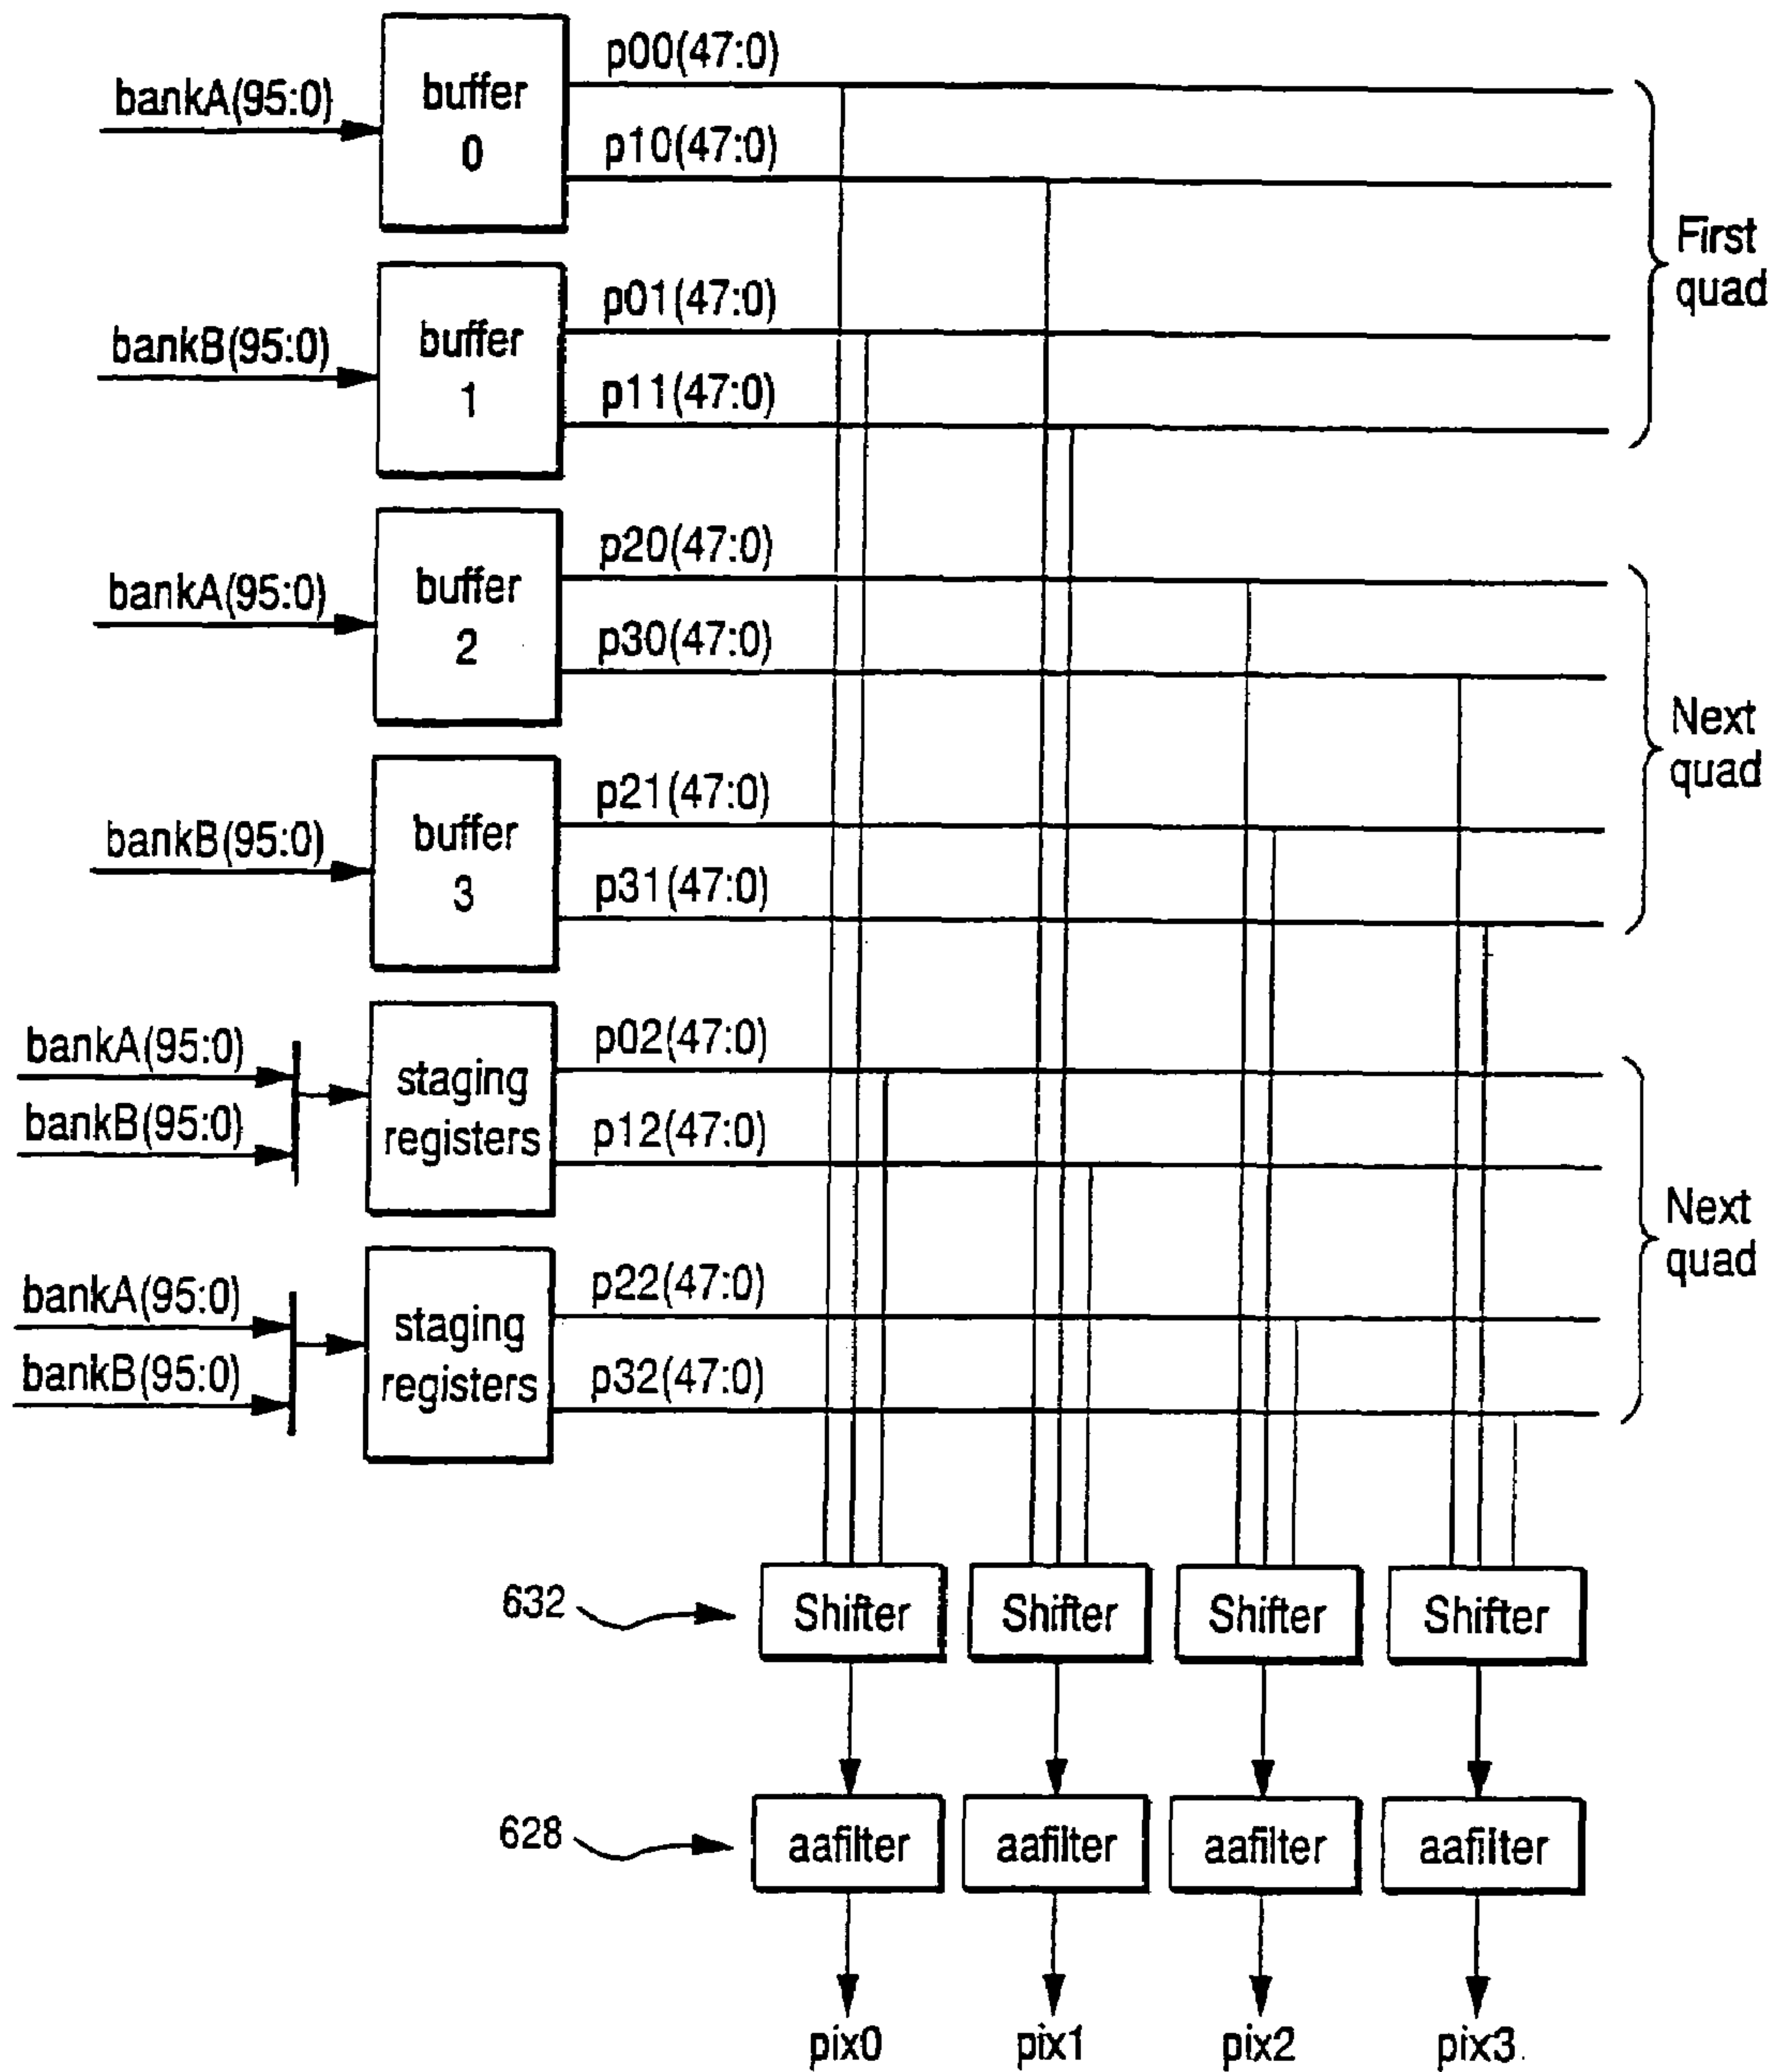 p00(47:0)
bankA(95:0)
buffer
0
p10(47:0)
First
quad
p01(47:0)
bankB(95:0)
buffer
1
p11(47:0)
p20(47:0)
bankA(95:0)
buffer
2
p30(47:0)
Next
quad
p21(47:0)
bankB(95:0)
buffer
3
p31(47:0)
bankA(95:0)
bankB(95:0)
staging
registers
p02(47:0)
p12(47:0)
Next
quad
bankA(95:0)
bankB(95:0)
staging
registers
p22(47:0)
p32(47:0)
632
Shifter
Shifter
Shifter
Shifter
628
aafilter
aafilter
aafilter
aafilter
pix0
pix1
pix2
pix3